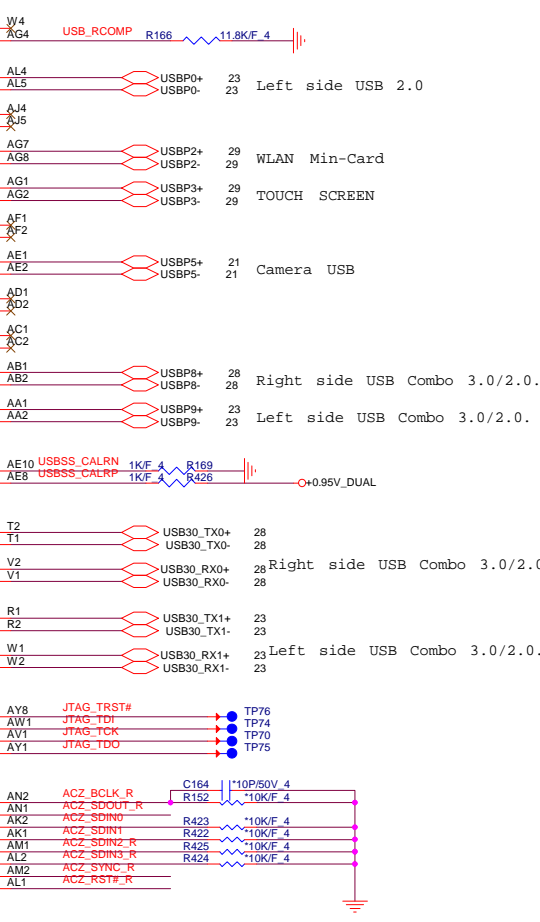 W4
AG4 USB_RCOMP R166 11.8K/F_4
AL4 USBP0+ 23
AL5 USBP0- 23 Left side USB 2.0
AJ4
AJ5
AG7 USBP2+ 29
AG8 USBP2- 29 WLAN Min-Card
AG1 USBP3+ 29
AG2 USBP3- 29 TOUCH SCREEN
AF1
AF2
AE1 USBP5+ 21
AE2 USBP5- 21 Camera USB
AD1
AD2
AC1
AC2
AB1 USBP8+ 28
AB2 USBP8- 28 Right side USB Combo 3.0/2.0.
AA1 USBP9+ 23
AA2 USBP9- 23 Left side USB Combo 3.0/2.0.
AE10 USBSS_CALRN 1K/F_4 R169
AE8 USBSS_CALRP 1K/F_4 R426 +0.95V_DUAL
T2 USB30_TX0+ 28
T1 USB30_TX0- 28
V2 USB30_RX0+ 28 Right side USB Combo 3.0/2.0
V1 USB30_RX0- 28
R1 USB30_TX1+ 23
R2 USB30_TX1- 23
W1 USB30_RX1+ 23 Left side USB Combo 3.0/2.0.
W2 USB30_RX1- 23
AY8 JTAG_TRST# TP76
AW1 JTAG_TDI TP74
AV1 JTAG_TCK TP70
AY1 JTAG_TDO TP75
C164 *10P/50V_4
AN2 ACZ_BCLK_R R152 *10K/F_4
AN1 ACZ_SDOUT_R
AK2 ACZ_SDIN0 R423 *10K/F_4
AK1 ACZ_SDIN1 R422 *10K/F_4
AM1 ACZ_SDIN2_R R425 *10K/F_4
AL2 ACZ_SDIN3_R R424 *10K/F_4
AM2 ACZ_SYNC_R
AL1 ACZ_RST#_R